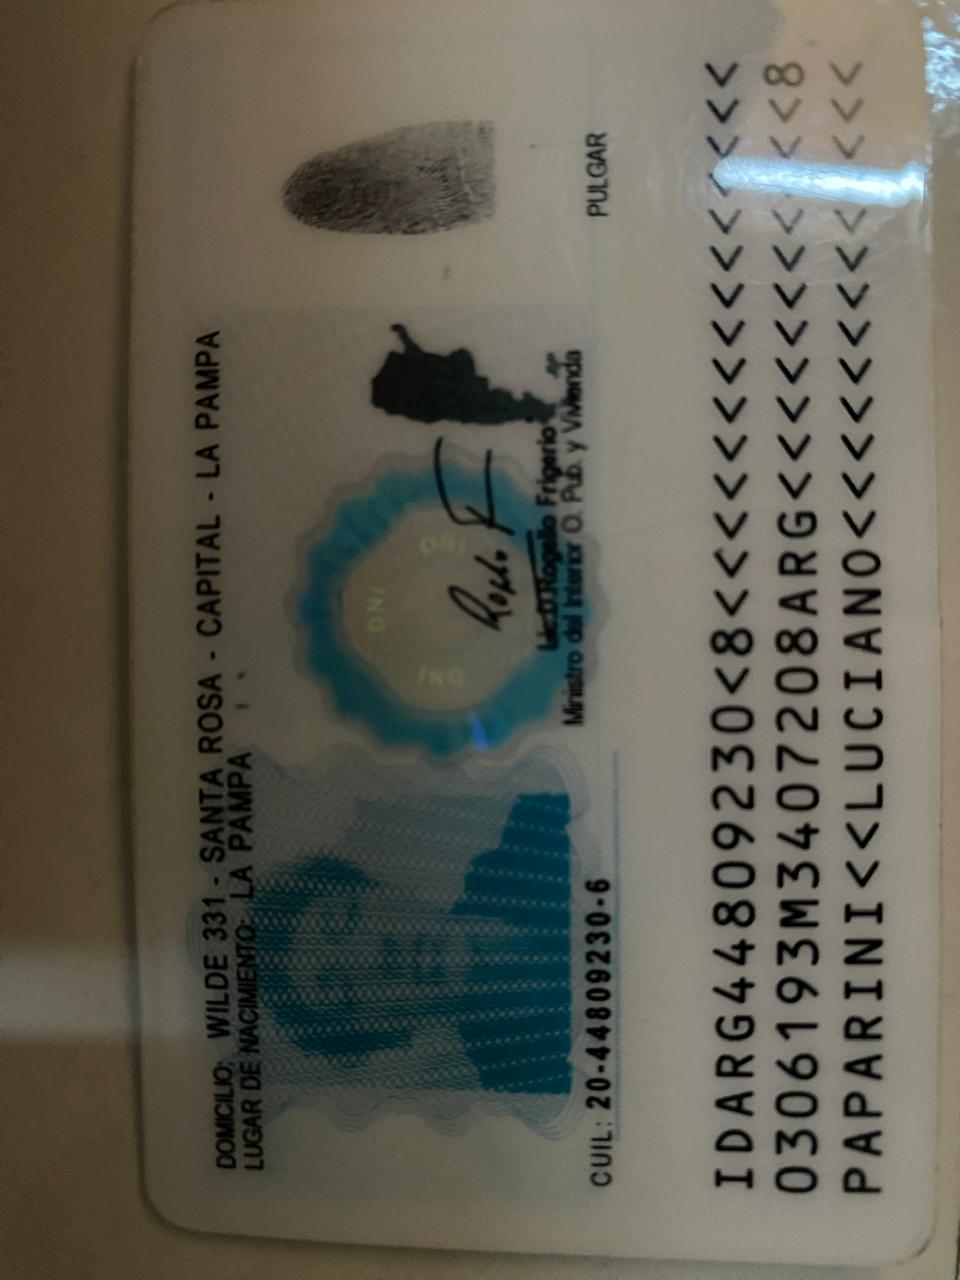 DOMICILIO: WILDE 331 - SANTA ROSA - CAPITAL - LA PAMPA
LUGAR DE NACIMIENTO: LA PAMPA
DNI
DNI
DNI
Lic. D. Rogelio Frigerio
Ministro del Interior O. Pub. y Vivienda
PULGAR
CUIL: 20-44809230-6
IDARG44809230<8<<<<<<<<<<<<<<<
0306193M3407208ARG<<<<<<<<<<<8
PAPARINI<<LUCIANO<<<<<<<<<<<<<